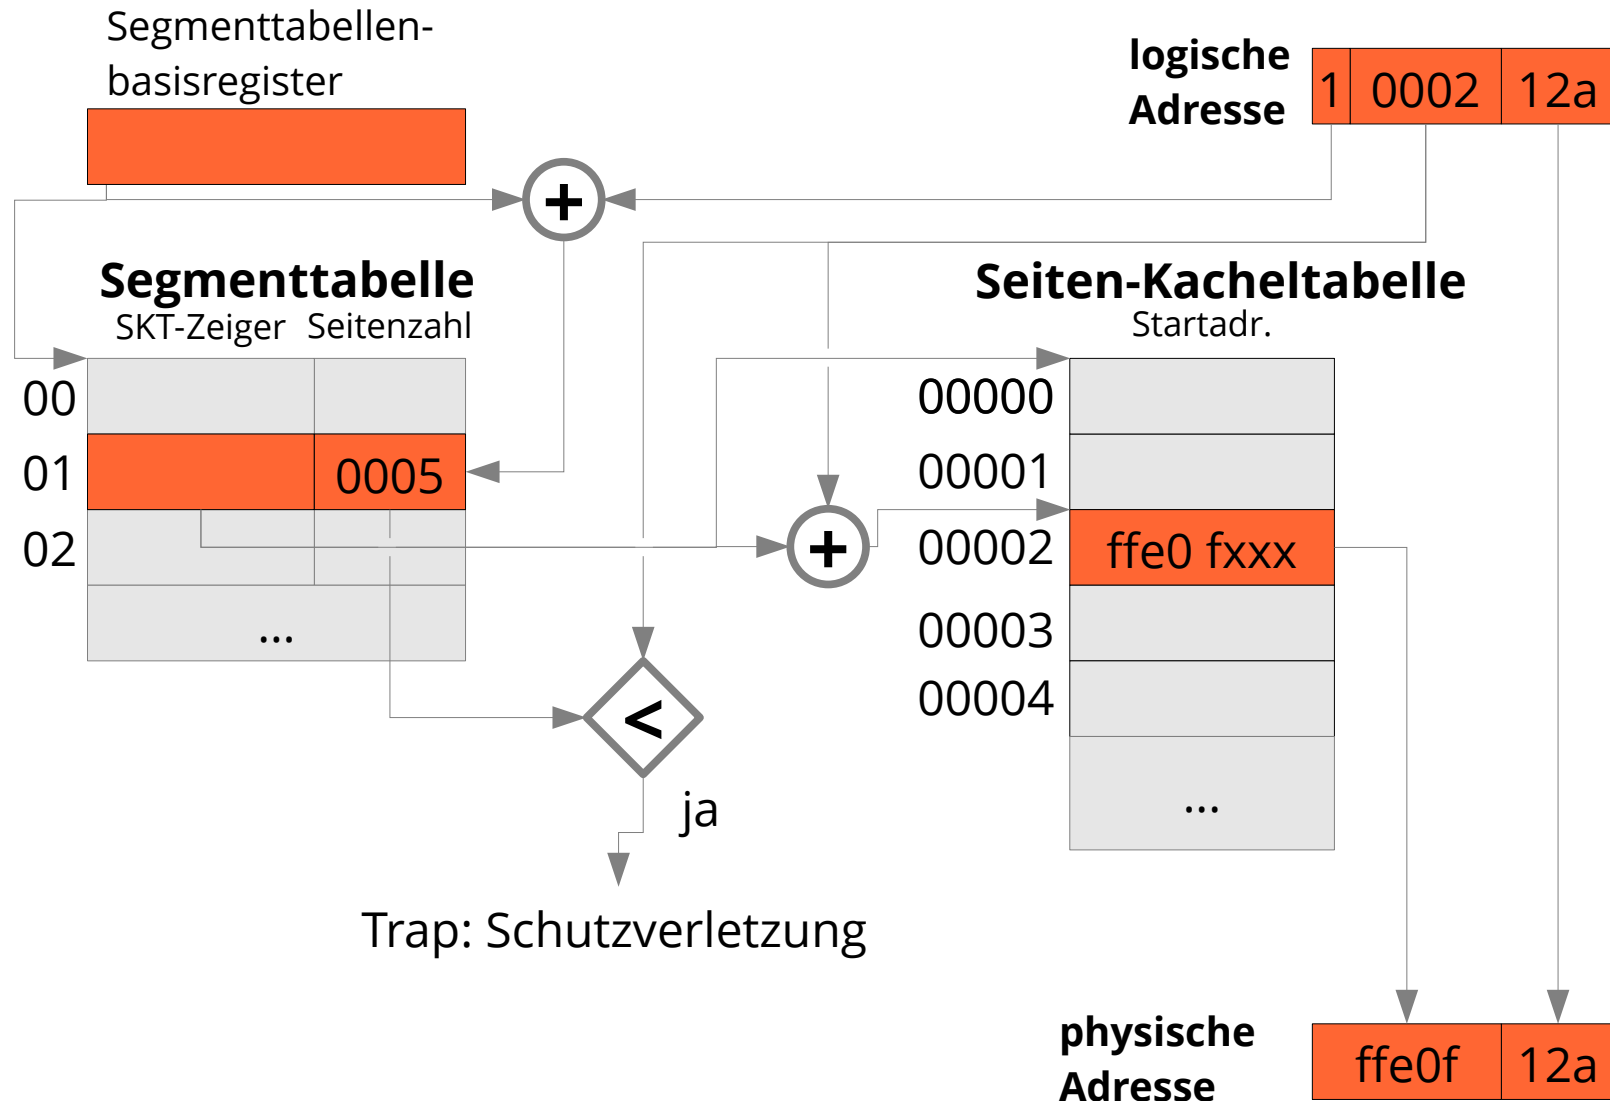 Segmenttabellen-
basisregister
logische
Adresse
1 0002 12a
+
Segmenttabelle
SKT-Zeiger Seitenzahl
Seiten-Kacheltabelle
Startadr.
00
01 0005
02
...
00000
00001
+
00002 ffe0 fxxx
00003
00004
...
<
ja
Trap: Schutzverletzung
physische
Adresse
ffe0f 12a